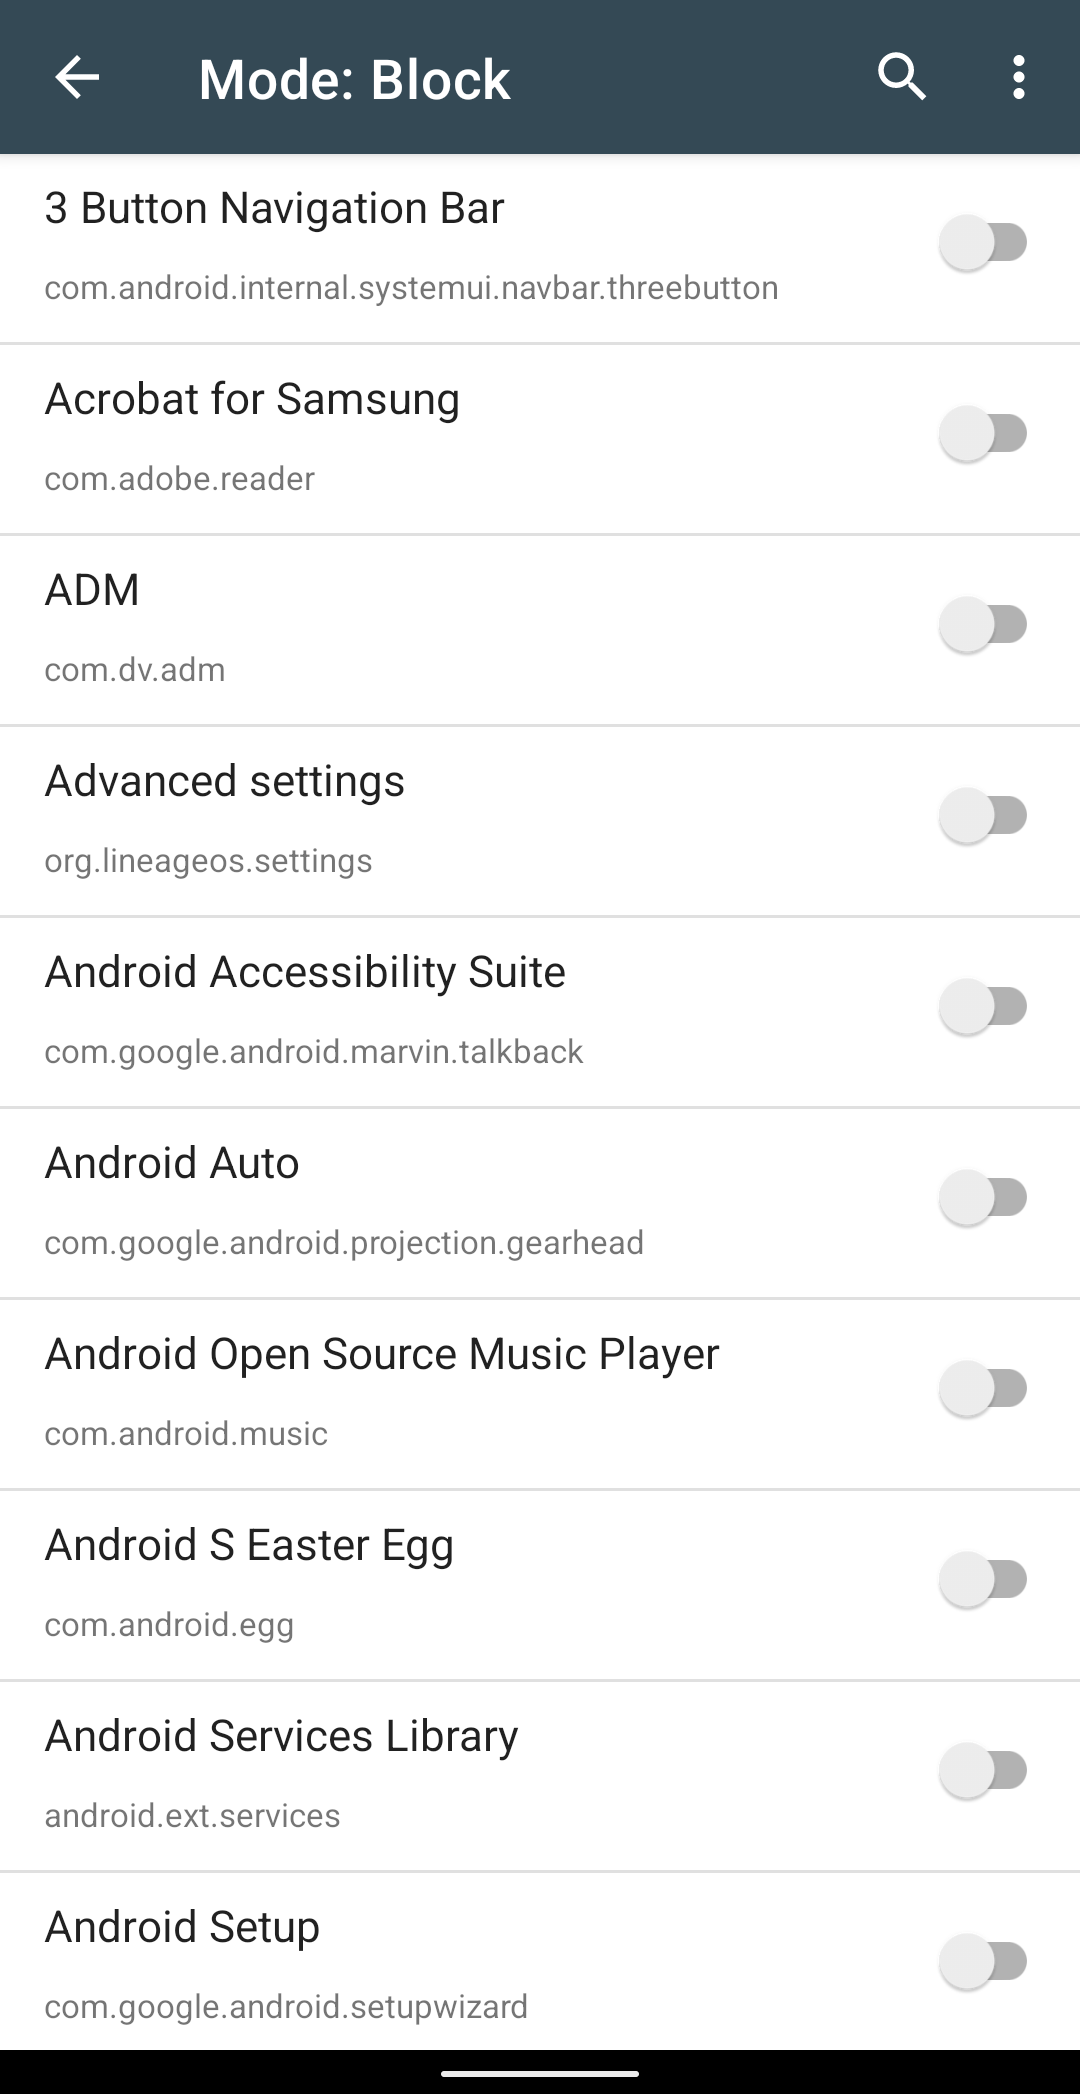 Mode: Block
3 Button Navigation Bar
com.android.internal.systemui.navbar.threebutton
Acrobat for Samsung
com.adobe.reader
ADM
com.dv.adm
Advanced settings
org.lineageos.settings
Android Accessibility Suite
com.google.android.marvin.talkback
Android Auto
com.google.android.projection.gearhead
Android Open Source Music Player
com.android.music
Android S Easter Egg
com.android.egg
Android Services Library
android.ext.services
Android Setup
com.google.android.setupwizard